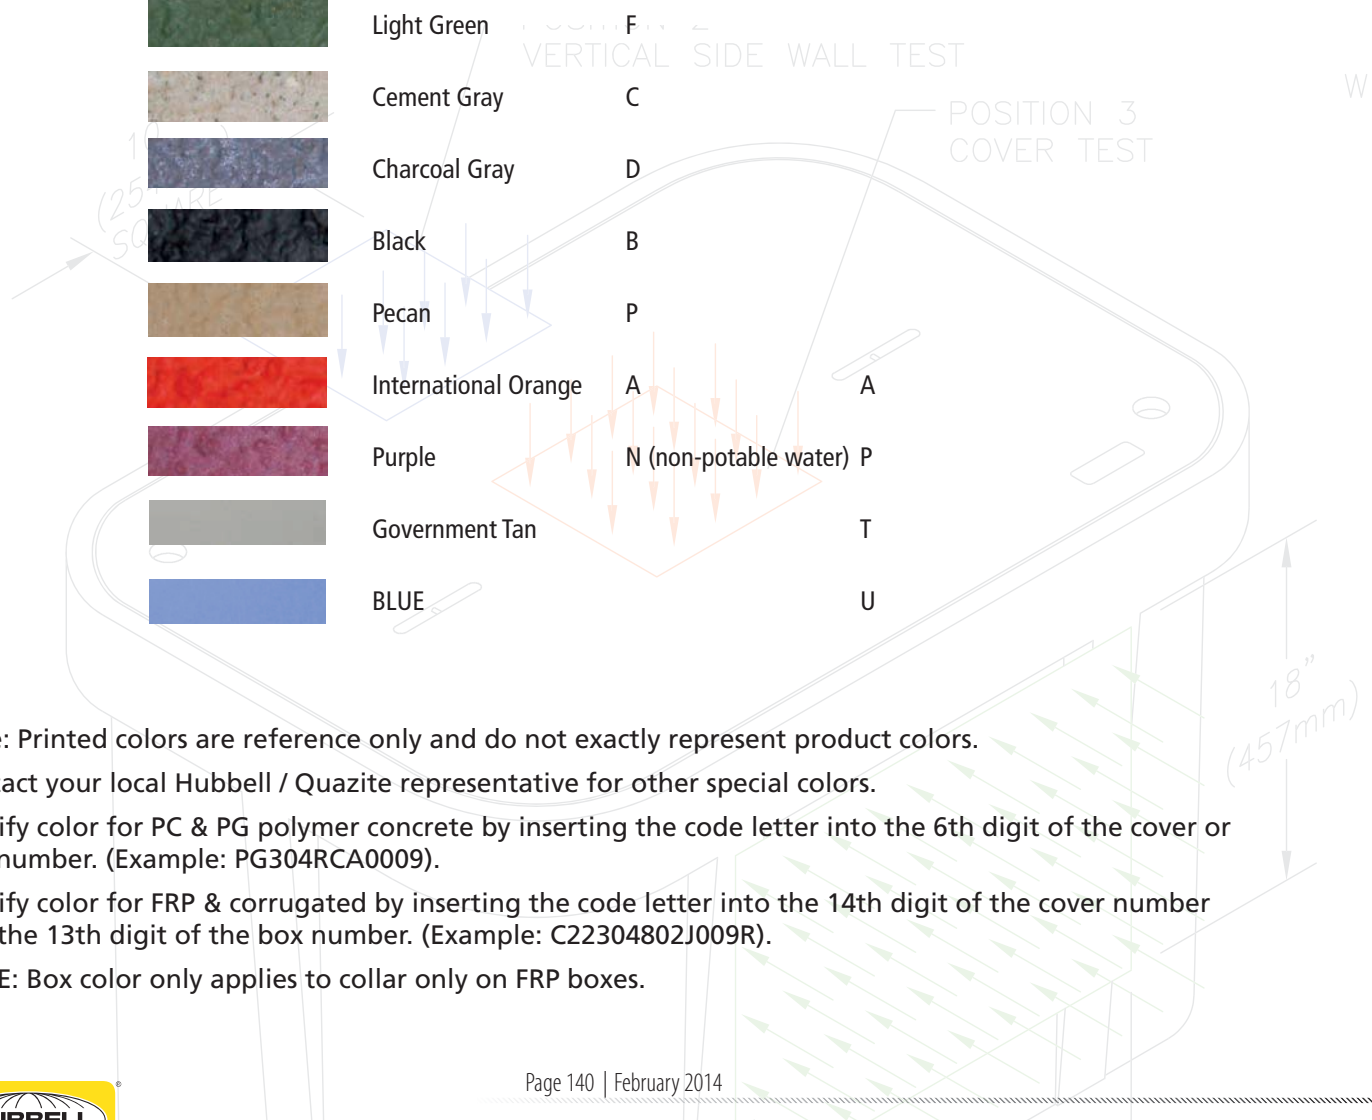 Light Green F
VERTICAL SIDE WALL TEST
Cement Gray C
POSITION 3
COVER TEST
Charcoal Gray D
Black B
Pecan P
International Orange A A
Purple N (non-potable water) P
Government Tan T
BLUE U
18”
(457mm)
: Printed colors are reference only and do not exactly represent product colors.
tact your local Hubbell / Quazite representative for other special colors.
ify color for PC & PG polymer concrete by inserting the code letter into the 6th digit of the cover or
number. (Example: PG304RCA0009).
ify color for FRP & corrugated by inserting the code letter into the 14th digit of the cover number
the 13th digit of the box number. (Example: C22304802J009R).
E: Box color only applies to collar only on FRP boxes.
Page 140 | February 2014